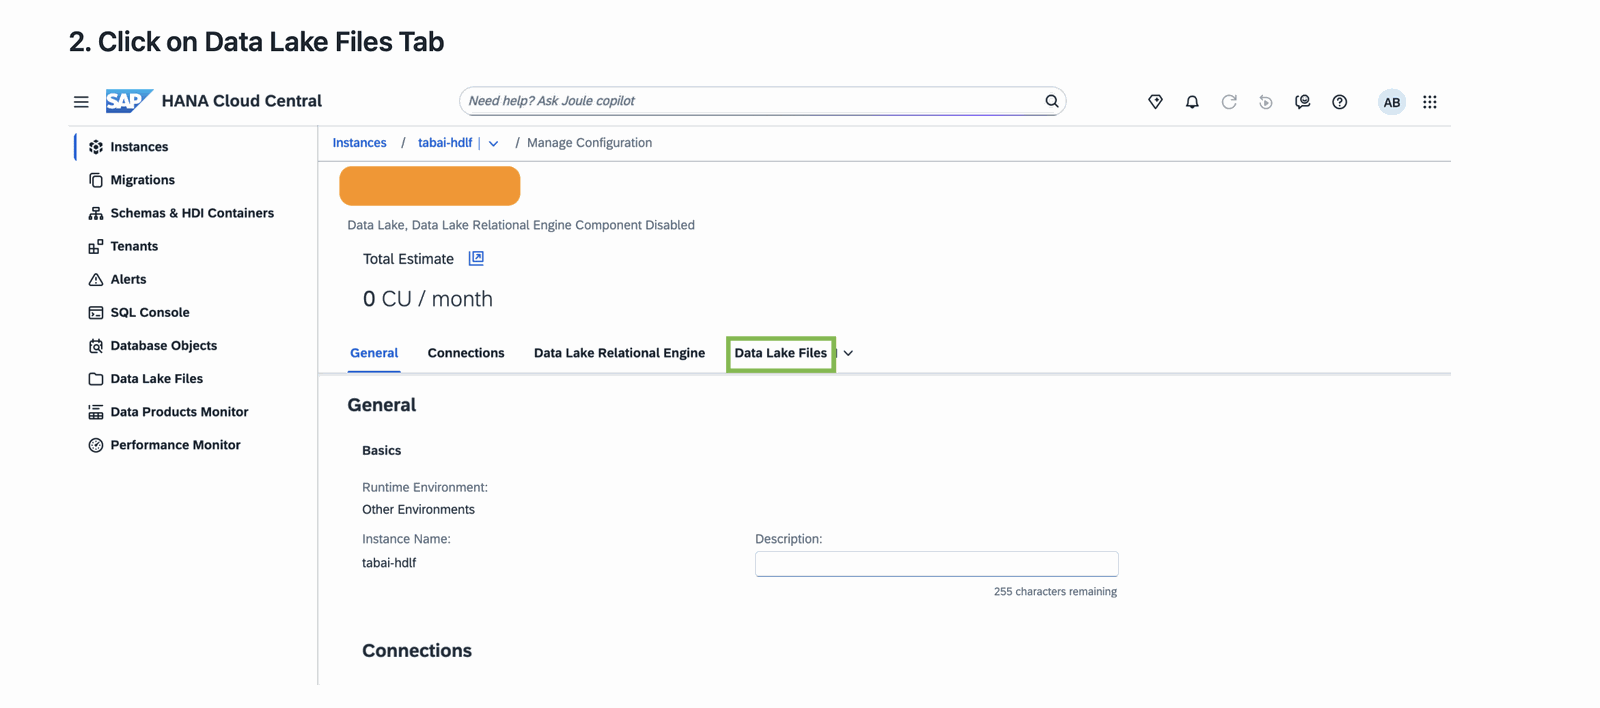 2. Click on Data Lake Files Tab
SAP HANA Cloud Central
Need help? Ask Joule copilot
AB
Instances
Migrations
Schemas & HDI Containers
Tenants
Alerts
SQL Console
Database Objects
Data Lake Files
Data Products Monitor
Performance Monitor
Instances / tabai-hdlf | / Manage Configuration
Data Lake, Data Lake Relational Engine Component Disabled
Total Estimate
0 CU / month
General Connections Data Lake Relational Engine Data Lake Files
General
Basics
Runtime Environment:
Other Environments
Instance Name:
tabai-hdlf
Description:
255 characters remaining
Connections